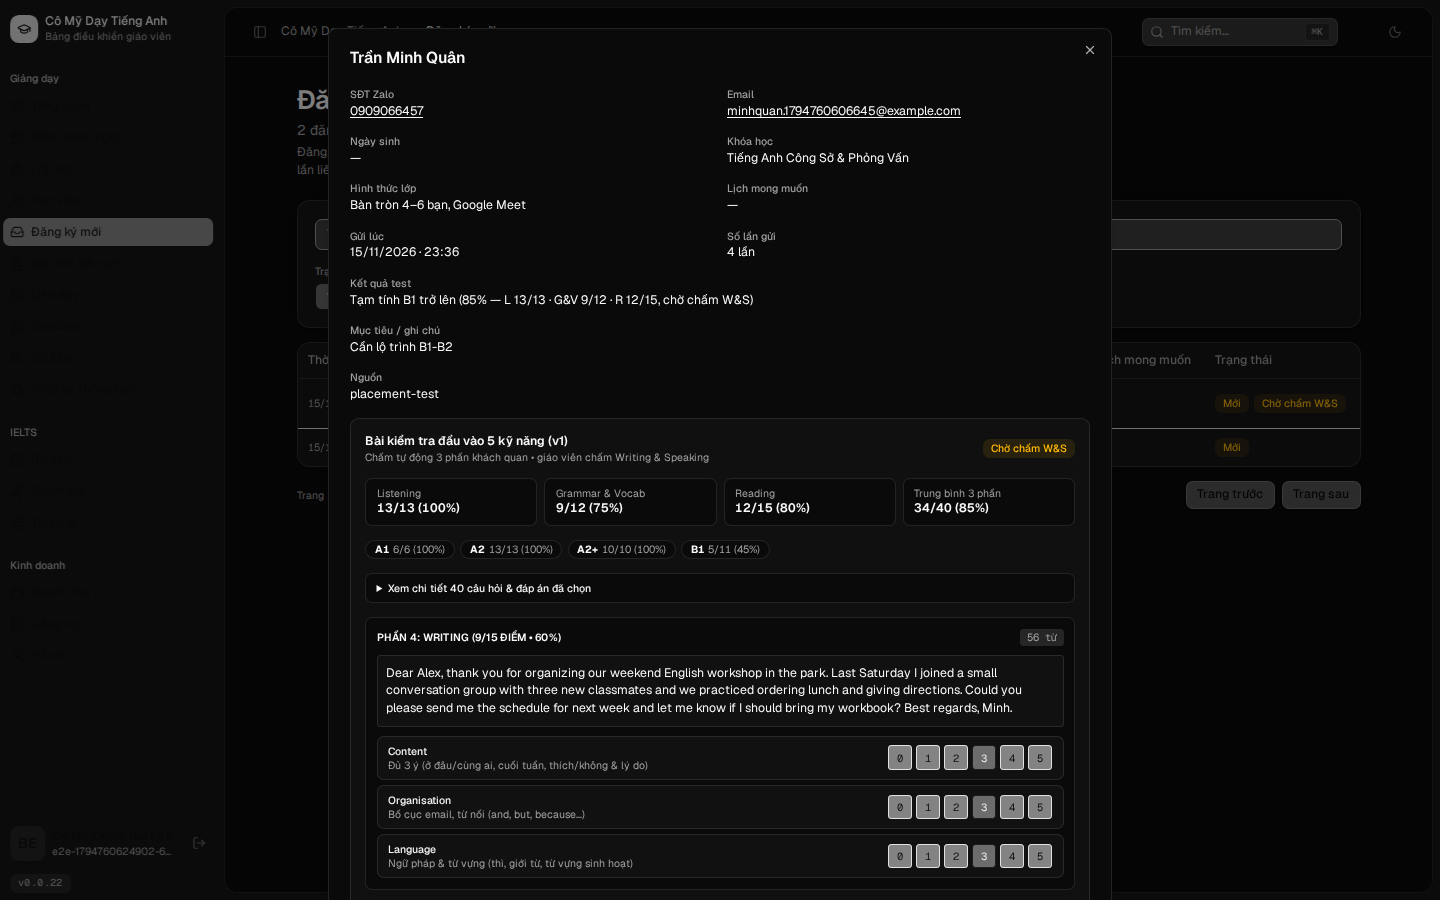 Cô Mỹ Dạy Tiếng Anh
Bảng điều khiển giáo viên
Giảng dạy
Đăng ký mới
IELTS
Kinh doanh
BE
e2e-1794760624902-6...
v0.0.22
Tìm kiếm...
⌘K
2
Trần Minh Quân
SĐT Zalo
0909066457
Email
minhquan.1794760606645@example.com
Ngày sinh
—
Khóa học
Tiếng Anh Công Sở & Phỏng Vấn
Hình thức lớp
Bàn tròn 4–6 bạn, Google Meet
Lịch mong muốn
—
Gửi lúc
15/11/2026 · 23:36
Số lần gửi
4 lần
Kết quả test
Tạm tính B1 trở lên (85% — L 13/13 · G&V 9/12 · R 12/15, chờ chấm W&S)
Mục tiêu / ghi chú
Cần lộ trình B1-B2
Nguồn
placement-test
Bài kiểm tra đầu vào 5 kỹ năng (v1)
Chấm tự động 3 phần khách quan • giáo viên chấm Writing & Speaking
Chờ chấm W&S
Listening
13/13 (100%)
Grammar & Vocab
9/12 (75%)
Reading
12/15 (80%)
Trung bình 3 phần
34/40 (85%)
A1 6/6 (100%)
A2 13/13 (100%)
A2+ 10/10 (100%)
B1 5/11 (45%)
▶ Xem chi tiết 40 câu hỏi & đáp án đã chọn
PHẦN 4: WRITING (9/15 ĐIỂM • 60%)
56 từ
Dear Alex, thank you for organizing our weekend English workshop in the park. Last Saturday I joined a small
conversation group with three new classmates and we practiced ordering lunch and giving directions. Could you
please send me the schedule for next week and let me know if I should bring my workbook? Best regards, Minh.
Content
Đủ 3 ý (ở đâu/cùng ai, cuối tuần, thích/không & lý do)
0 1 2 3 4 5
Organisation
Bố cục email, từ nối (and, but, because…)
0 1 2 3 4 5
Language
Ngữ pháp & từ vựng (thì, giới từ, từ vựng sinh hoạt)
0 1 2 3 4 5
mong muốn
Trạng thái
Mới
Chờ chấm W&S
Mới
Trang
Trang trước
Trang sau